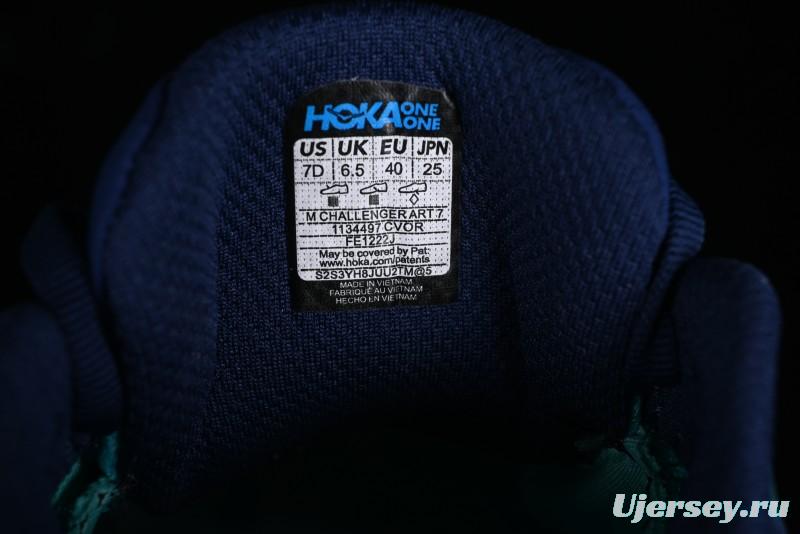 HOKA ONE ONE
US UK EU JPN
7D 6.5 40 25
M CHALLENGER ART 7
1134497 CVOR
FE1222J
May be covered by Pat:
www.hoka.com/patents
S2S3YH8JUU2TM@5
MADE IN VIETNAM
FABRIQUÉ AU VIETNAM
HECHO EN VIETNAM
Ujersey.ru